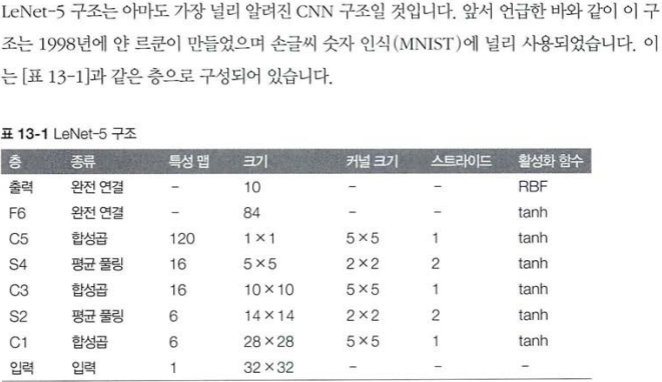 LeNet-5 구조는 아마도 가장 널리 알려진 CNN 구조일 것입니다. 앞서 언급한 바와 같이 이 구
조는 1998년에 얀 르쿤이 만들었으며 손글씨 숫자 인식(MNIST)에 널리 사용되었습니다. 이
는 [표 13-1]과 같은 층으로 구성되어 있습니다.
표 13-1 LeNet-5 구조
층 종류 특성 맵 크기 커널 크기 스트라이드 활성화 함수
출력 완전 연결 – 10 – – RBF
F6 완전 연결 – 84 – – tanh
C5 합성곱 120 1×1 5×5 1 tanh
S4 평균 풀링 16 5×5 2×2 2 tanh
C3 합성곱 16 10×10 5×5 1 tanh
S2 평균 풀링 6 14×14 2×2 2 tanh
C1 합성곱 6 28×28 5×5 1 tanh
입력 입력 1 32×32 – – –